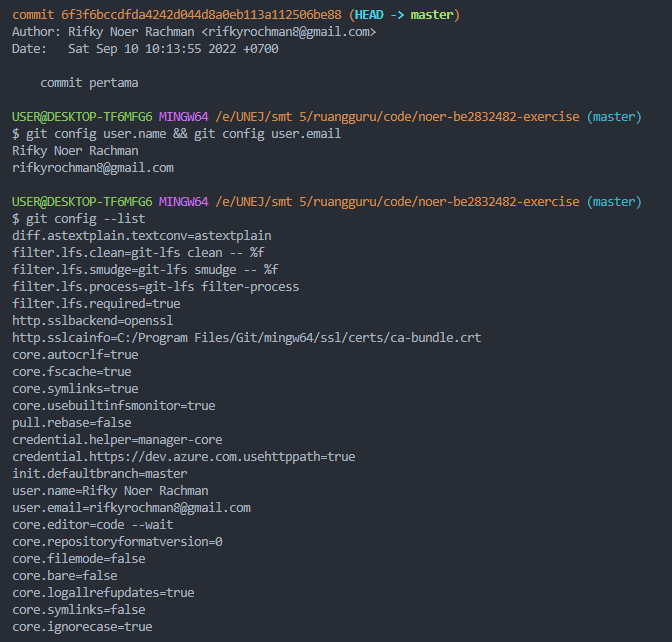 commit 6f3f6bccdfda4242d044d8a0eb113a112506be88 (HEAD -> master)
Author: Rifky Noer Rachman <rifkyrochman8@gmail.com>
Date:   Sat Sep 10 10:13:55 2022 +0700
    commit pertama
USER@DESKTOP-TF6MFG6 MINGW64 /e/UNEJ/smt 5/ruangguru/code/noer-be2832482-exercise (master)
$ git config user.name && git config user.email
Rifky Noer Rachman
rifkyrochman8@gmail.com
USER@DESKTOP-TF6MFG6 MINGW64 /e/UNEJ/smt 5/ruangguru/code/noer-be2832482-exercise (master)
$ git config --list
diff.astextplain.textconv=astextplain
filter.lfs.clean=git-lfs clean -- %f
filter.lfs.smudge=git-lfs smudge -- %f
filter.lfs.process=git-lfs filter-process
filter.lfs.required=true
http.sslbackend=openssl
http.sslcainfo=C:/Program Files/Git/mingw64/ssl/certs/ca-bundle.crt
core.autocrlf=true
core.fscache=true
core.symlinks=true
core.usebuiltinfsmonitor=true
pull.rebase=false
credential.helper=manager-core
credential.https://dev.azure.com.usehttppath=true
init.defaultbranch=master
user.name=Rifky Noer Rachman
user.email=rifkyrochman8@gmail.com
core.editor=code --wait
core.repositoryformatversion=0
core.filemode=false
core.bare=false
core.logallrefupdates=true
core.symlinks=false
core.ignorecase=true